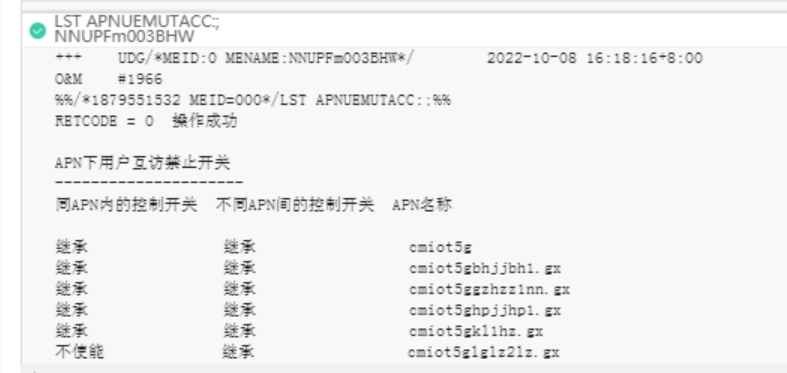 LST APNUEMUTACC:;
NNUPFm003BHW
+++ UDG/*MEID:0 MENAME:NNUPFm003BHW*/ 2022-10-08 16:18:16+8:00
O&M #1966
%%/*1879551532 MEID=000*/LST APNUEMUTACC:;%%
RETCODE = 0 操作成功
APN下用户互访禁止开关
---------------------
同APN内的控制开关 不同APN间的控制开关 APN名称
继承 继承 cmiot5g
继承 继承 cmiot5gbhjjbh1.gx
继承 继承 cmiot5ggzhzz1nn.gx
继承 继承 cmiot5ghpjjhp1.gx
继承 继承 cmiot5gkl1hz.gx
不使能 继承 cmiot5glglz21z.gx